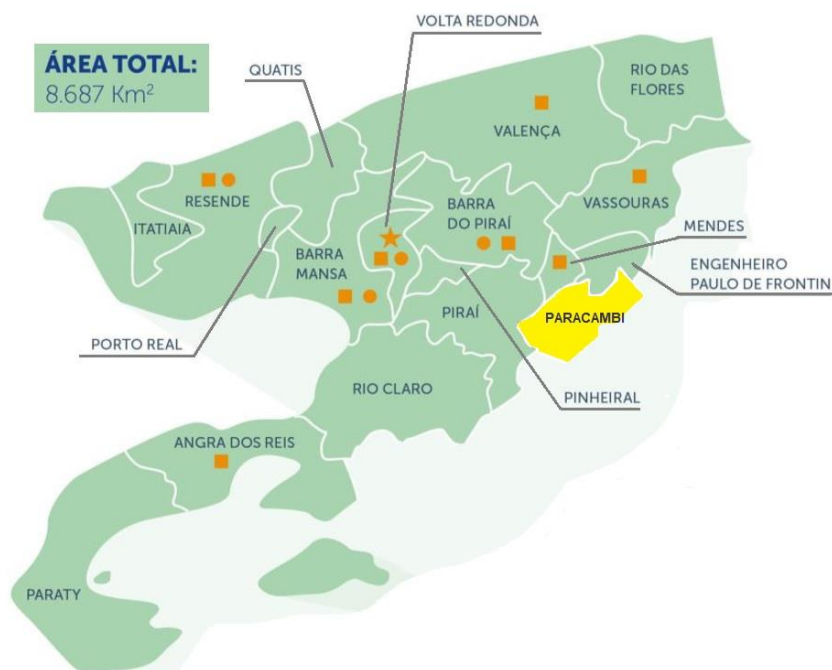 VOLTA REDONDA
ÁREA TOTAL:
8.687 Km²
QUATIS
RIO DAS
FLORES
VALENÇA
RESENDE
ITATIAIA
BARRA
DO PIRAÍ
VASSOURAS
MENDES
BARRA
MANSA
ENGENHEIRO
PAULO DE FRONTIN
PIRAÍ
PARACAMBI
PORTO REAL
RIO CLARO
PINHEIRAL
ANGRA DOS REIS
PARATY